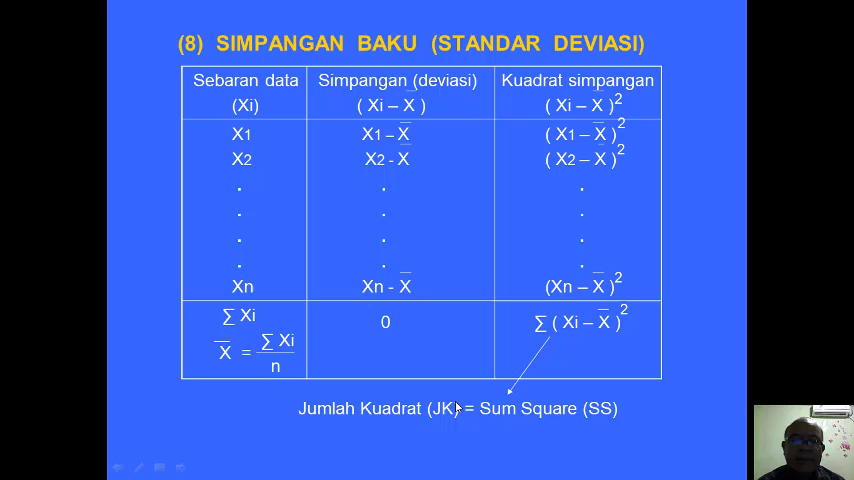 (8) SIMPANGAN BAKU (STANDAR DEVIASI)
Sebaran data Simpangan (deviasi) Kuadrat simpangan
(Xi) ( Xi – X̅ ) ( Xi – X̅ )²
X1 X1 – X̅ ( X1 – X̅ )²
X2 X2 - X̅ ( X2 – X̅ )²
. . .
. . .
. . .
. . .
Xn Xn - X̅ (Xn – X̅ )²
∑ Xi 0 ∑ ( Xi – X̅ )²
X̅ = ∑ Xi
n
Jumlah Kuadrat (JK) = Sum Square (SS)